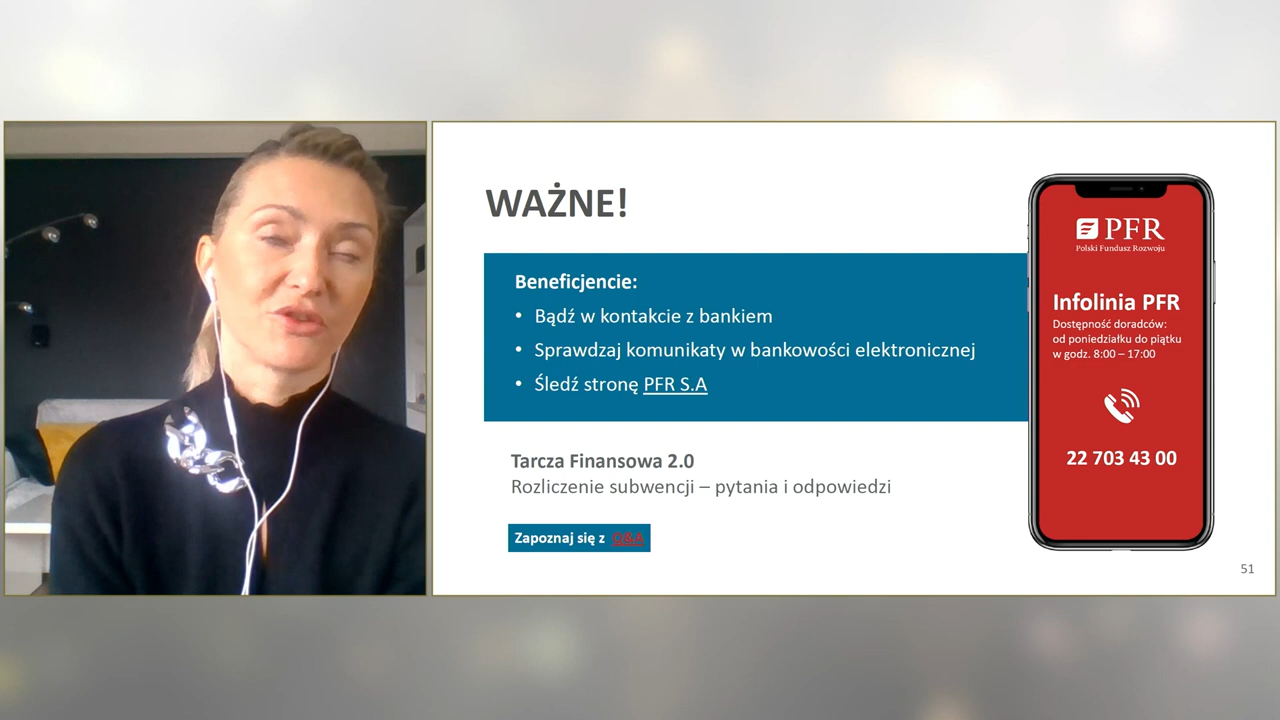 WAŻNE!
Beneficjencie:
• Bądź w kontakcie z bankiem
• Sprawdzaj komunikaty w bankowości elektronicznej
• Śledź stronę PFR S.A
Tarcza Finansowa 2.0
Rozliczenie subwencji – pytania i odpowiedzi
Zapoznaj się z Q&A
PFR
Polski Fundusz Rozwoju
Infolinia PFR
Dostępność doradców:
od poniedziałku do piątku
w godz. 8:00 – 17:00
22 703 43 00
51